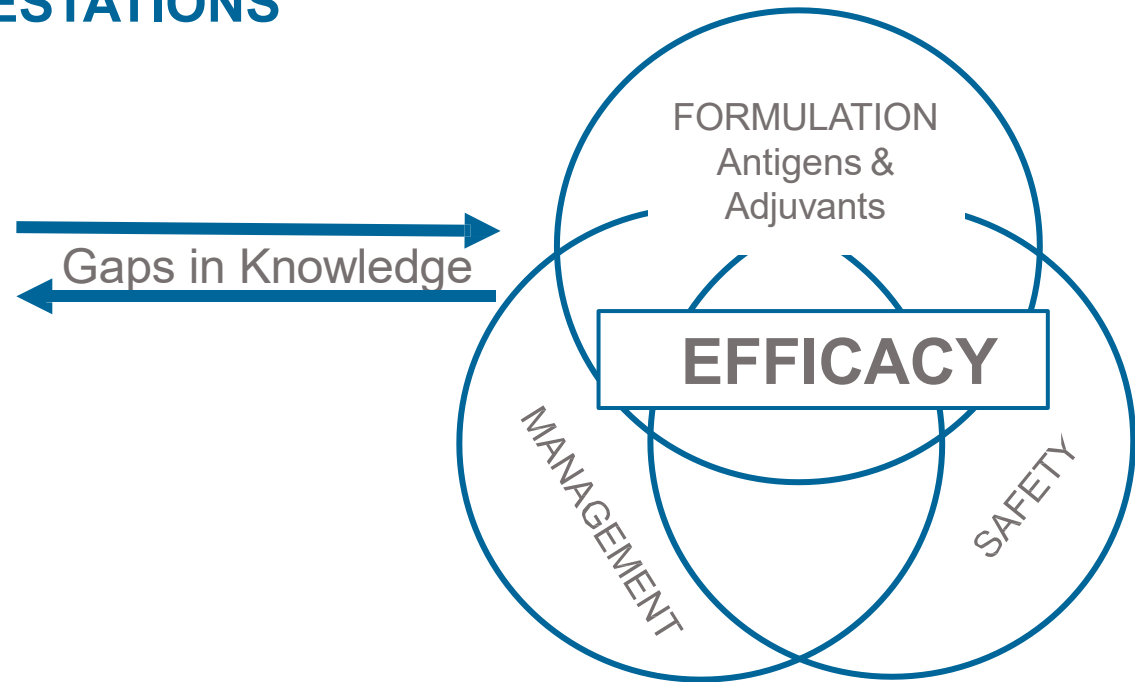 ESTATIONS
FORMULATION
Antigens &
Adjuvants
Gaps in Knowledge
EFFICACY
MANAGEMENT
SAFETY